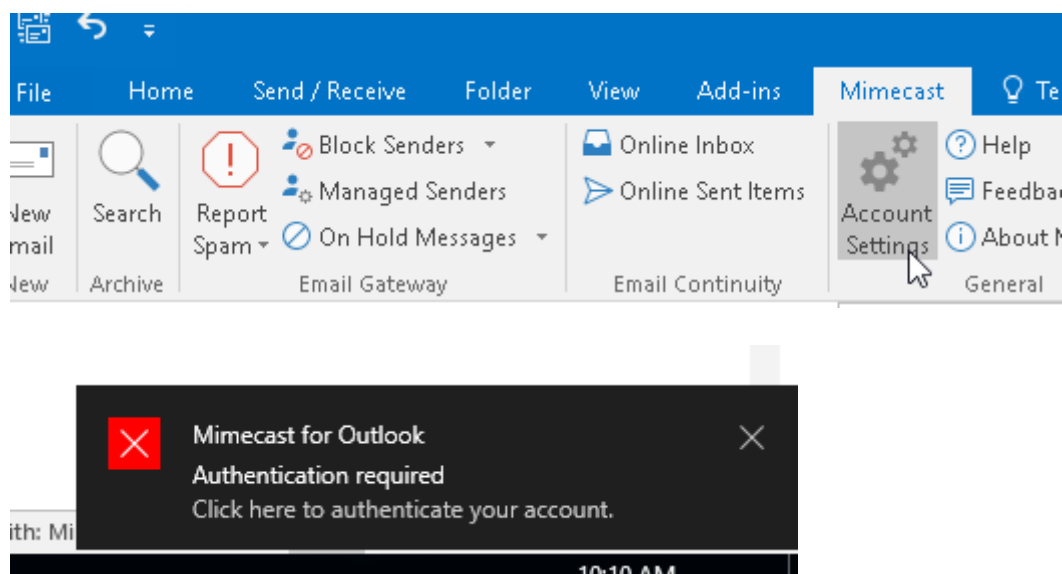 File Home Send / Receive Folder View Add-ins Mimecast
Block Senders Online Inbox Help
Managed Senders Online Sent Items
Search Report Account
Spam On Hold Messages Settings About
Archive Email Gateway Email Continuity General
Mimecast for Outlook
Authentication required
Click here to authenticate your account.
10:10 AM